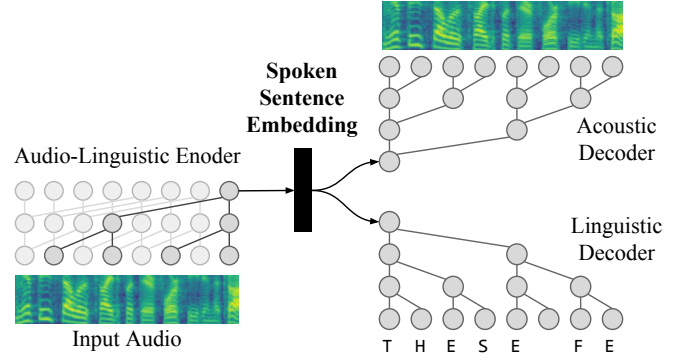 Spoken
Sentence
Embedding
Audio-Linguistic Enoder
Acoustic
Decoder
Linguistic
Decoder
Input Audio
T H E S E F E